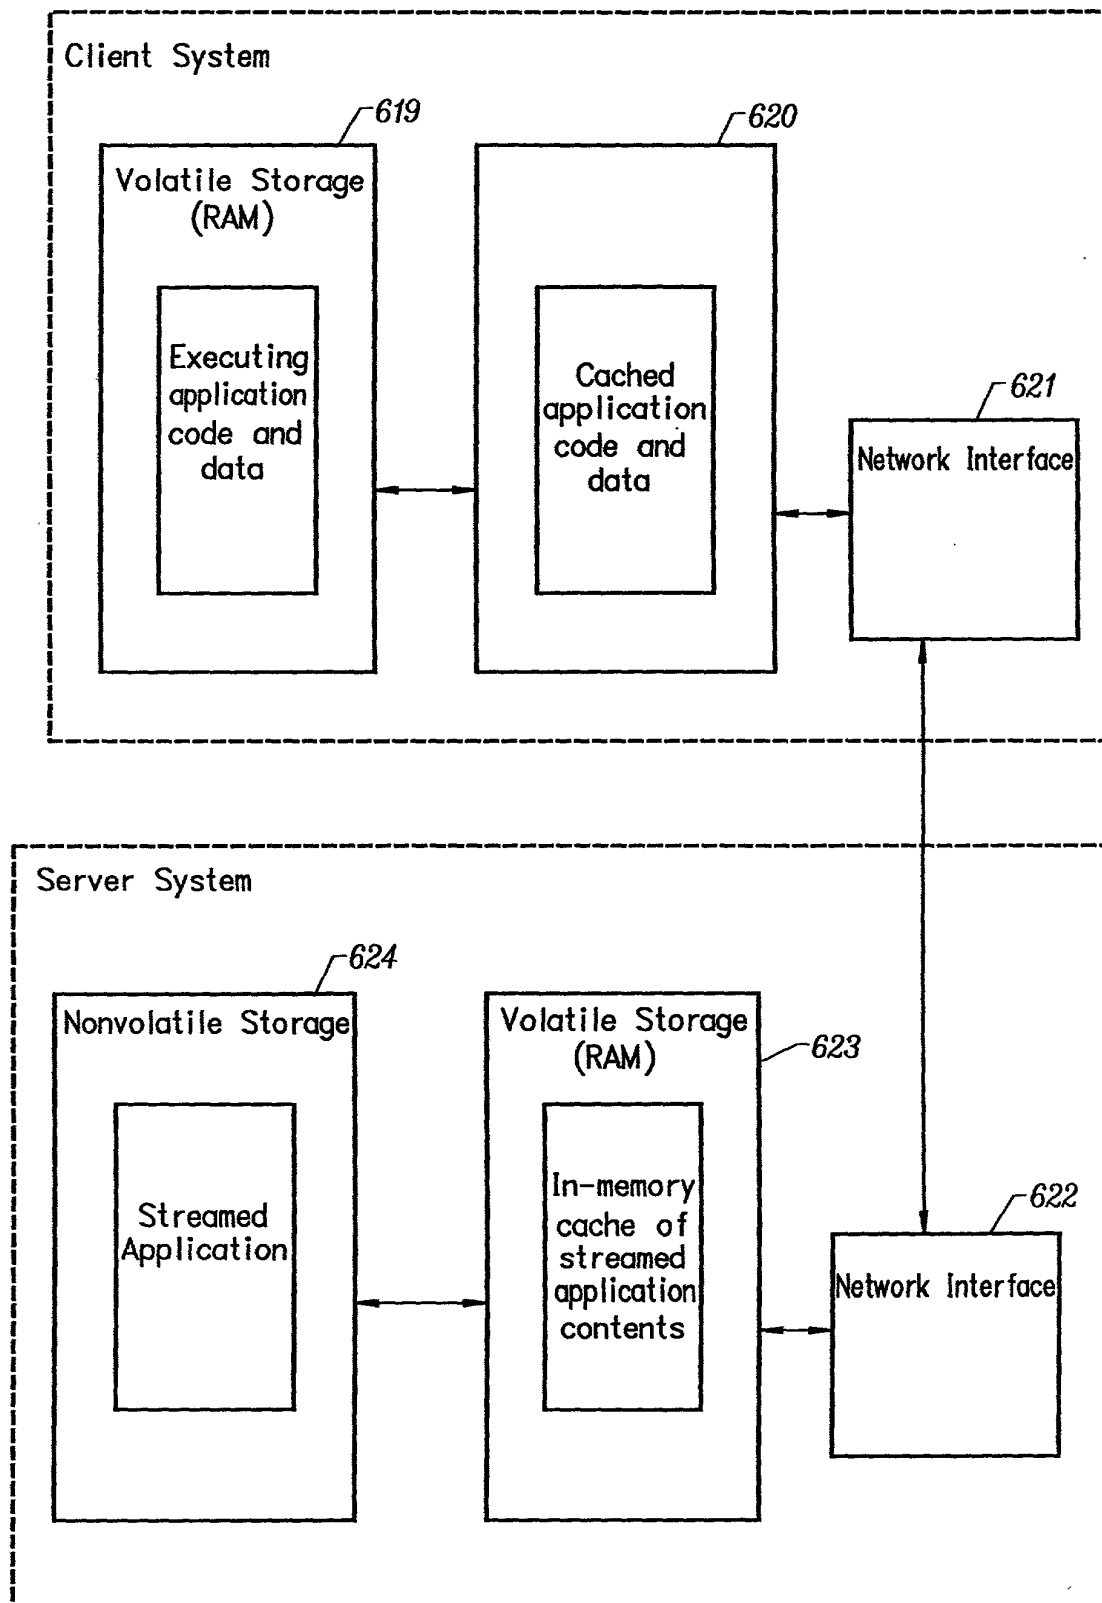 Client System
619
620
Volatile Storage
(RAM)
Executing
application
code and
data
Cached
application
code and
data
621
Network Interface
Server System
624
Nonvolatile Storage
Volatile Storage
(RAM)
623
Streamed
Application
In-memory
cache of
streamed
application
contents
622
Network Interface